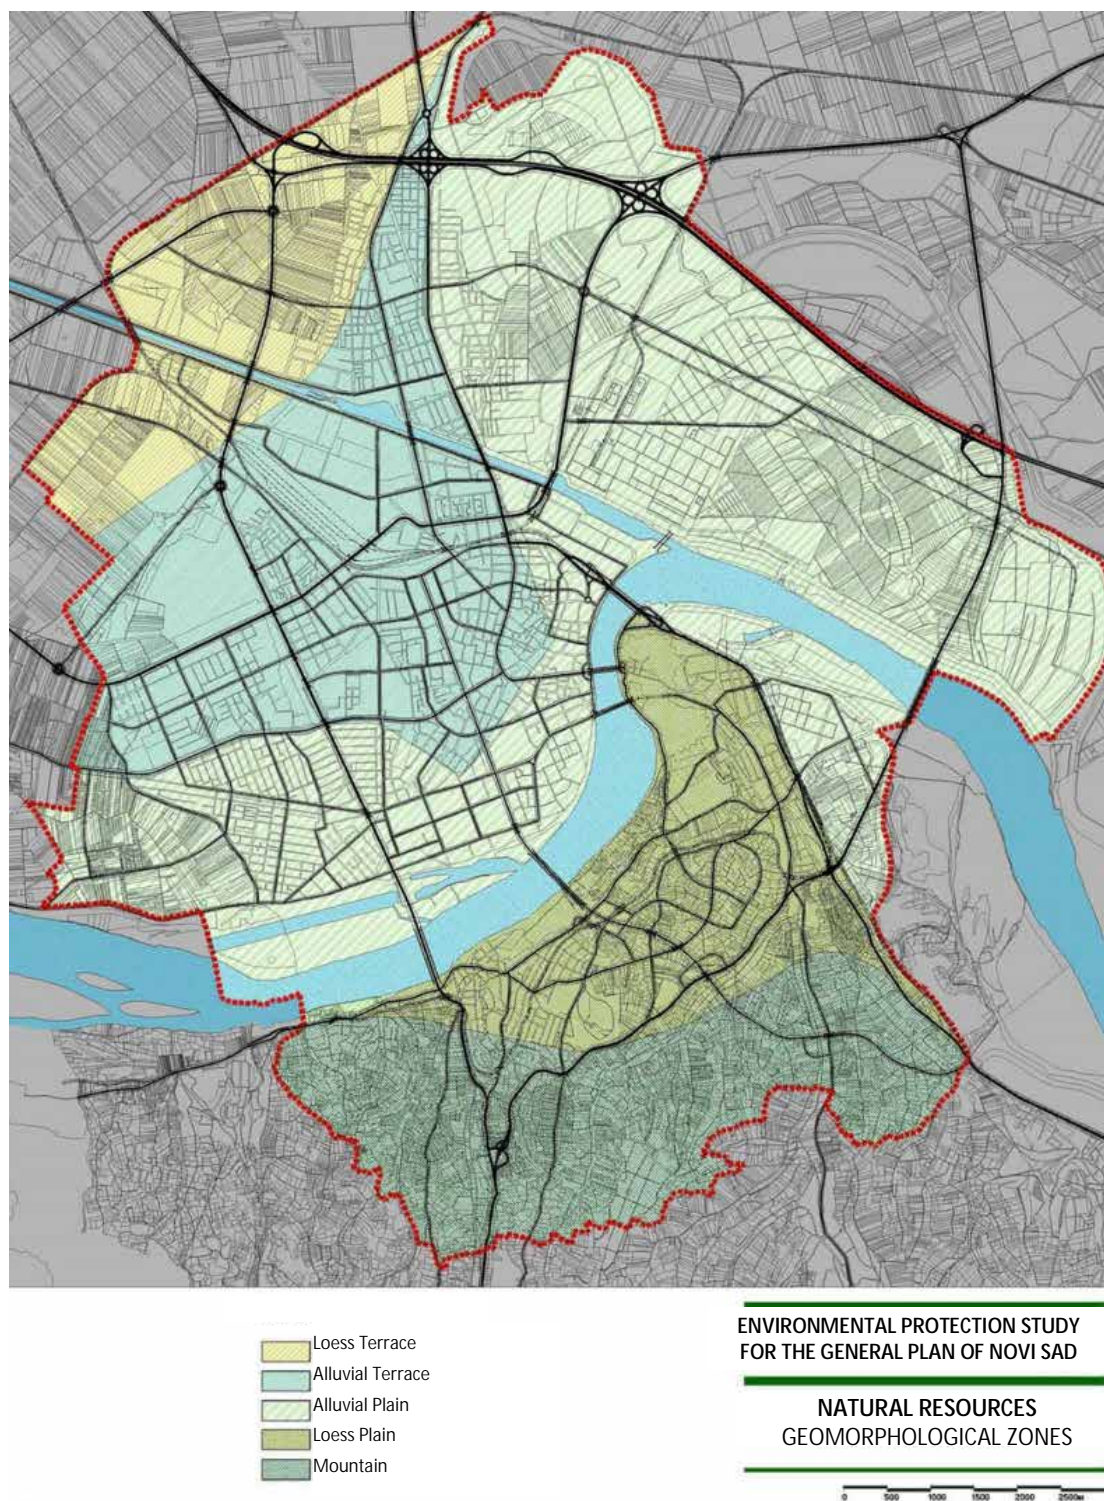 Loess Terrace
Alluvial Terrace
Alluvial Plain
Loess Plain
Mountain
ENVIRONMENTAL PROTECTION STUDY
FOR THE GENERAL PLAN OF NOVI SAD
NATURAL RESOURCES
GEOMORPHOLOGICAL ZONES
0 500 1000 1500 2000 2500m